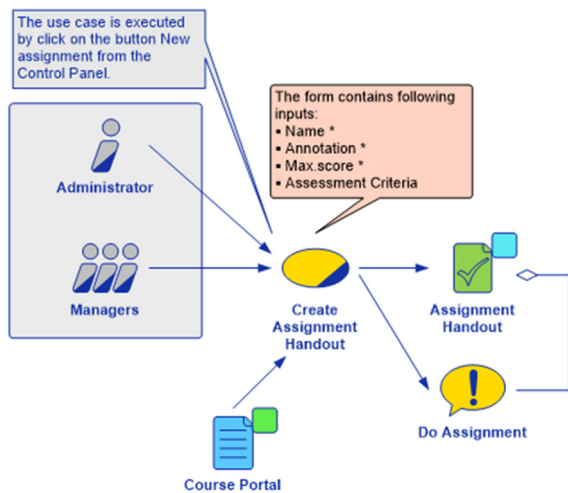 The use case is executed
by click on the button New
assignment from the
Control Panel.
The form contains following
inputs:
▪ Name *
▪ Annotation *
▪ Max.score *
▪ Assessment Criteria
Administrator
Managers
Create
Assignment
Handout
Assignment
Handout
Do Assignment
Course Portal